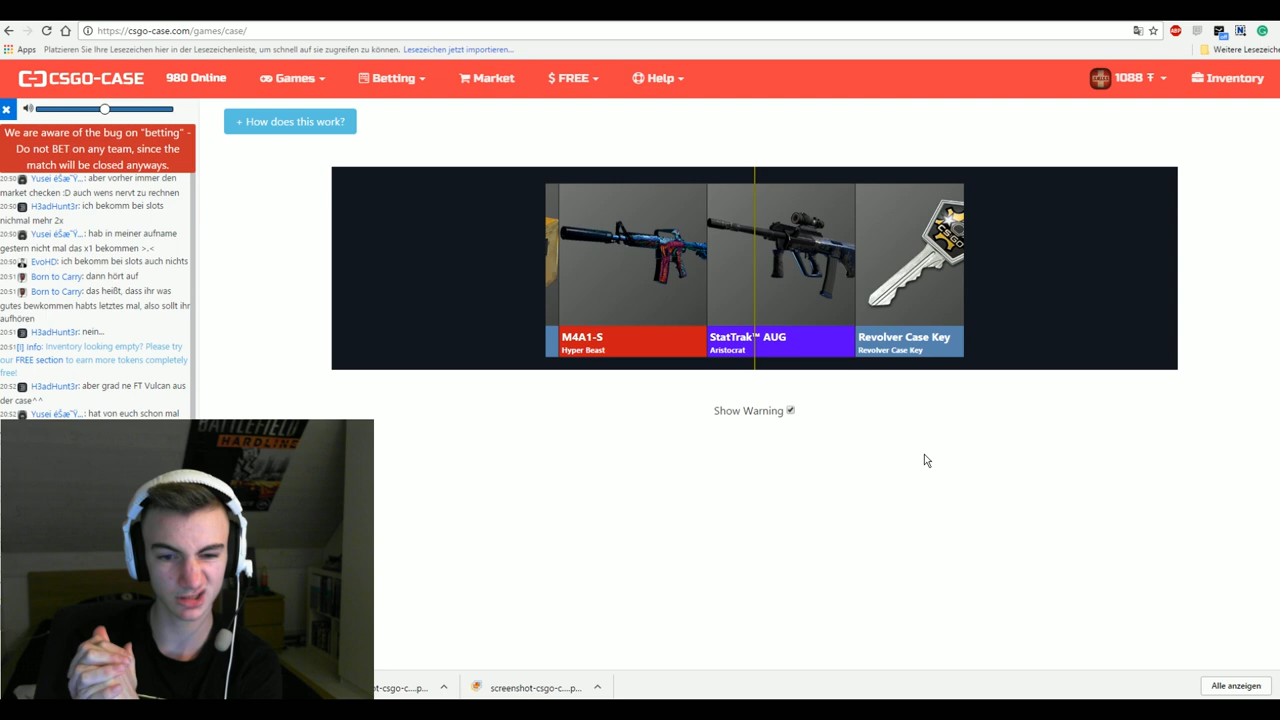 https://csgo-case.com/games/case/
Apps Platzieren Sie Ihre Lesezeichen hier in der Lesezeichenleiste, um schnell auf sie zugreifen zu können. Lesezeichen jetzt importieren...
Weitere Lesezeiche
CSGO-CASE 980 Online Games Betting Market $ FREE Help 1088 Ŧ Inventory
We are aware of the bug on "betting" -
Do not BET on any team, since the
match will be closed anyways.
+ How does this work?
20:50 Yusei : aber vorher immer den
market checken :D auch wens nervt zu rechnen
20:50 H3adHunt3r: ich bekomm bei slots
nichmal mehr 2x
20:50 Yusei : hab in meiner aufname
gestern nicht mal das x1 bekommen >.<
20:50 EvoHD: ich bekomm bei slots auch nichts
20:51 Born to Carry: dann hört auf
20:51 Born to Carry: das heißt, dass ihr was
gutes bewkommen habts letztes mal, also sollt ihr
aufhören
20:51 H3adHunt3r: nein...
20:51 [i] Info: Inventory looking empty? Please try
our FREE section to earn more tokens completely
free!
20:52 H3adHunt3r: aber grad ne FT Vulcan aus
der case^^
20:52 Yusei : hat von euch schon mal
M4A1-S
Hyper Beast
StatTrak™ AUG
Aristocrat
Revolver Case Key
Revolver Case Key
CS:GO
Show Warning
BATTLEFIELD
HARDLINE
ot-csgo-c....p...
screenshot-csgo-c....p...
Alle anzeigen